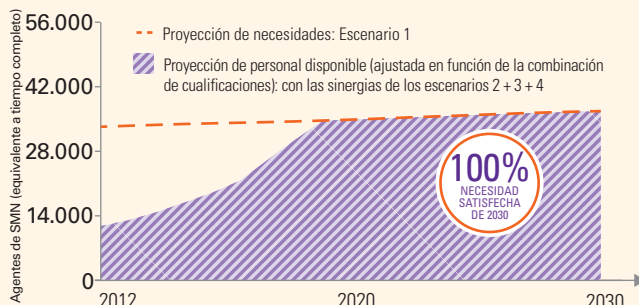 Agentes de SMN (equivalente a tiempo completo)
56.000
42.000
28.000
14.000
0
Proyección de necesidades: Escenario 1
Proyección de personal disponible (ajustada en función de la combinación
de cualificaciones): con las sinergias de los escenarios 2 + 3 + 4
100%
NECESIDAD
SATISFECHA
DE 2030
2012
2020
2030